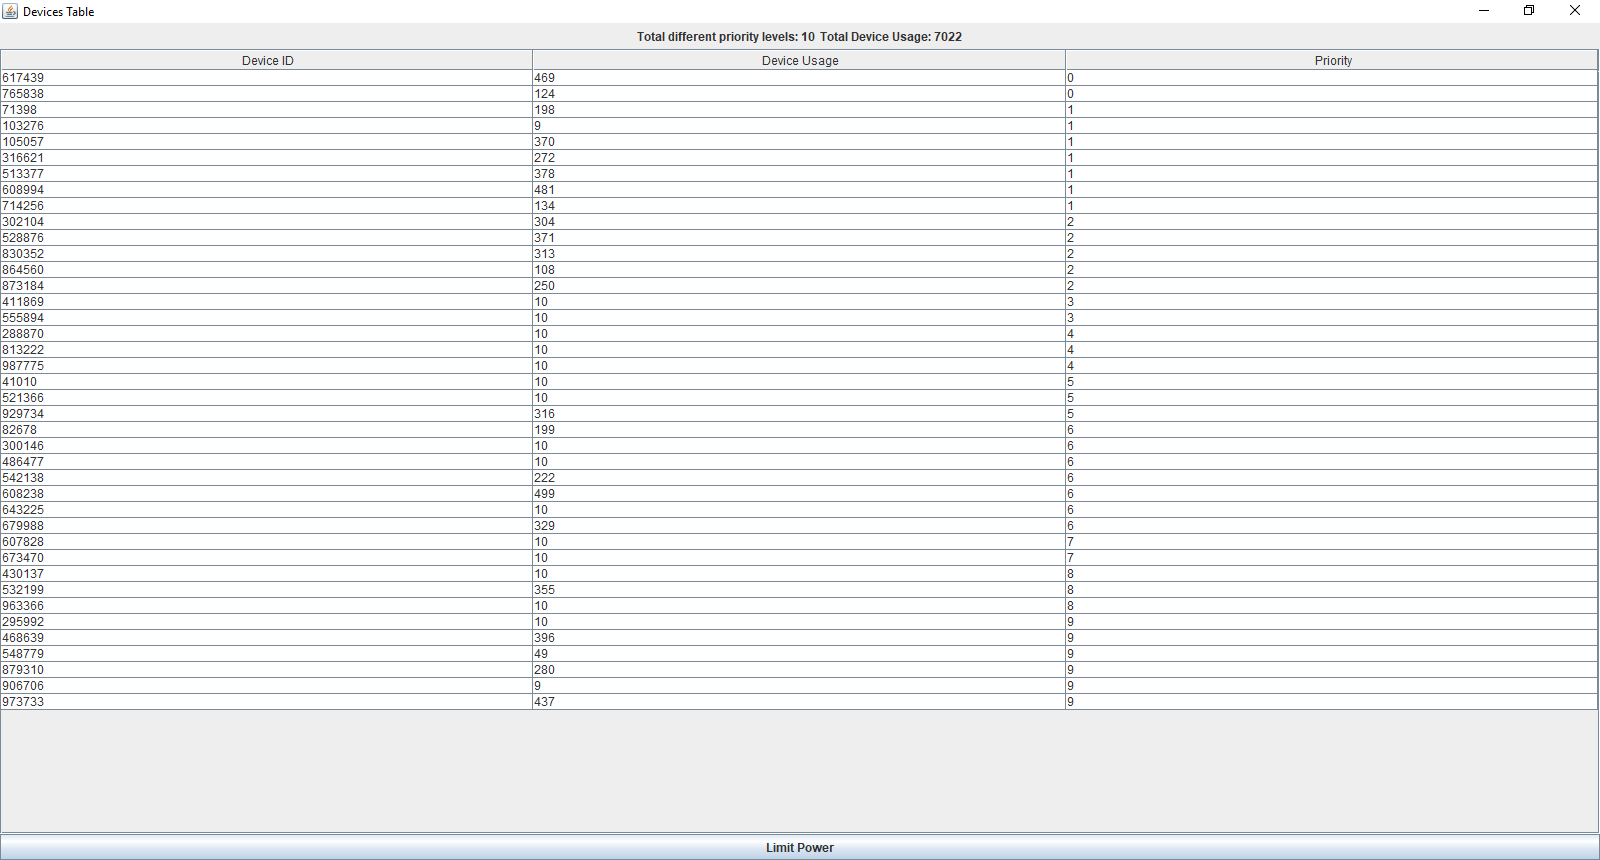 Devices Table
Total different priority levels: 10 Total Device Usage: 7022
Device ID Device Usage Priority
617439 469 0
765838 124 0
71398 198 1
103276 9 1
105057 370 1
316621 272 1
513377 378 1
608994 481 1
714256 134 1
302104 304 2
528876 371 2
830352 313 2
864560 108 2
873184 250 2
411869 10 3
555894 10 3
288870 10 4
813222 10 4
987775 10 4
41010 10 5
521366 10 5
929734 316 5
82678 199 6
300146 10 6
486477 10 6
542138 222 6
608238 499 6
643225 10 6
679988 329 6
607828 10 7
673470 10 7
430137 10 8
532199 355 8
963366 10 8
295992 10 9
468639 396 9
548779 49 9
879310 280 9
906706 9 9
973733 437 9
Limit Power